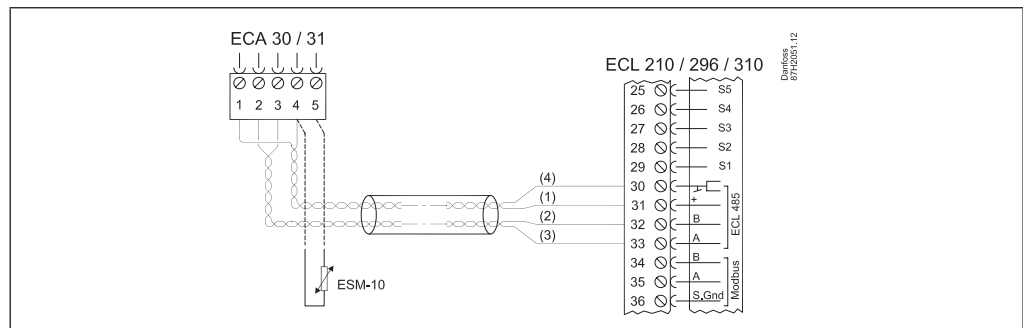 ECA 30 / 31
1 2 3 4 5
ESM-10
(4)
(1)
(2)
(3)
ECL 210 / 296 / 310
25 S5
26 S4
27 S3
28 S2
29 S1
30
31 +
32 B
33 A
ECL 485
34 B
35 A
36 S.Gnd
Modbus
Danfoss
87H2051.12